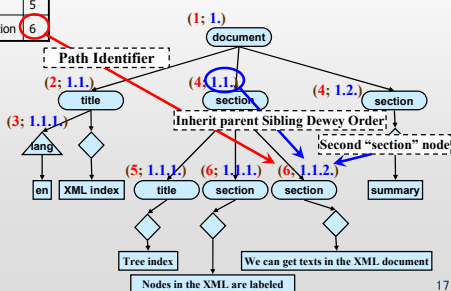 5
tion 6
(1; 1.)
document
Path Identifier
(2; 1.1.)
(4; 1.1.)
(4; 1.2.)
title
section
section
(3; 1.1.1.)
Inherit parent Sibling Dewey Order
lang
Second “section” node
(5; 1.1.1.)
(6; 1.1.1.)
(6; 1.1.2.)
en
XML index
title
section
section
summary
Tree index
We can get texts in the XML document
Nodes in the XML are labeled
17